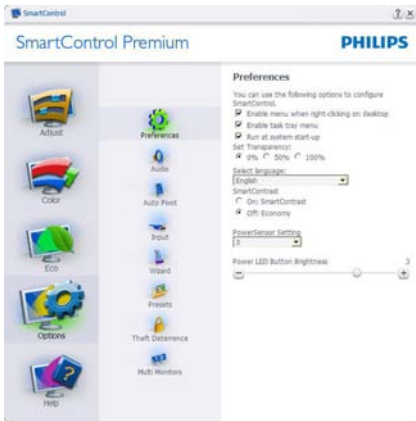 SmartControl
? x
SmartControl Premium
PHILIPS
Adjust
Color
Eco
Options
Help
Preferences
Audio
Auto Pivot
Input
Wizard
Presets
Theft Deterrence
Multi Monitors
Preferences
You can use the following options to configure
SmartControl.
Enable menu when right-clicking on desktop
Enable task tray menu
Run at system start-up
Set Transparency:
0% 50% 100%
Select language:
English
SmartContrast
On: SmartContrast
Off: Economy
PowerSensor Setting
3
Power LED Button Brightness 3